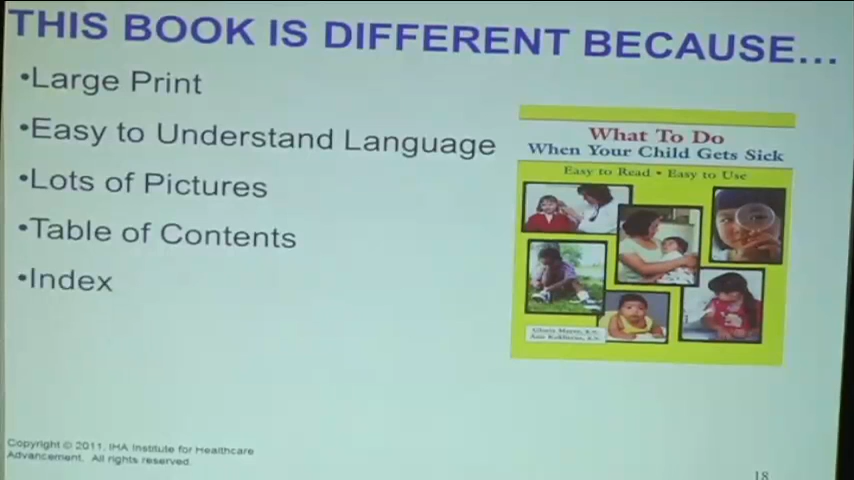 THIS BOOK IS DIFFERENT BECAUSE...
•Large Print
•Easy to Understand Language
•Lots of Pictures
•Table of Contents
•Index
What To Do
When Your Child Gets Sick
Easy to Read • Easy to Use
Copyright © 2011, IHA Institute for Healthcare
Advancement. All rights reserved.
18